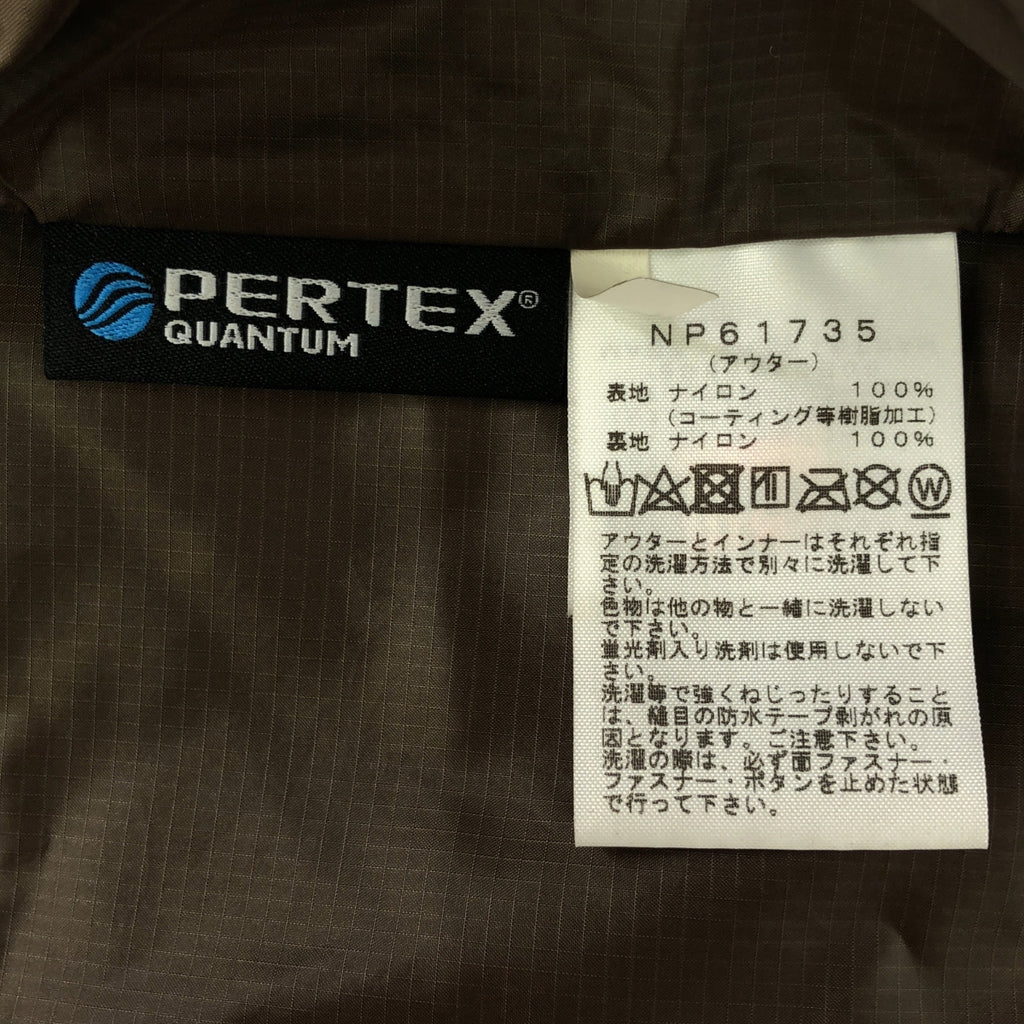 PERTEX®
QUANTUM
NP61735
(アウター)
表地 ナイロン 100%
(コーティング等樹脂加工)
裏地 ナイロン 100%
W
アウターとインナーはそれぞれ指
定の洗濯方法で別々に洗濯して下
さい。
色物は他の物と一緒に洗濯しない
で下さい。
蛍光剤入り洗剤は使用しないで下
さい。
洗濯等で強くねじったりすること
は、縫目の防水テープ剥がれの原
因となります。ご注意下さい。
洗濯の際は、必ず面ファスナー・
ファスナー・ボタンを止めた状態
で行って下さい。